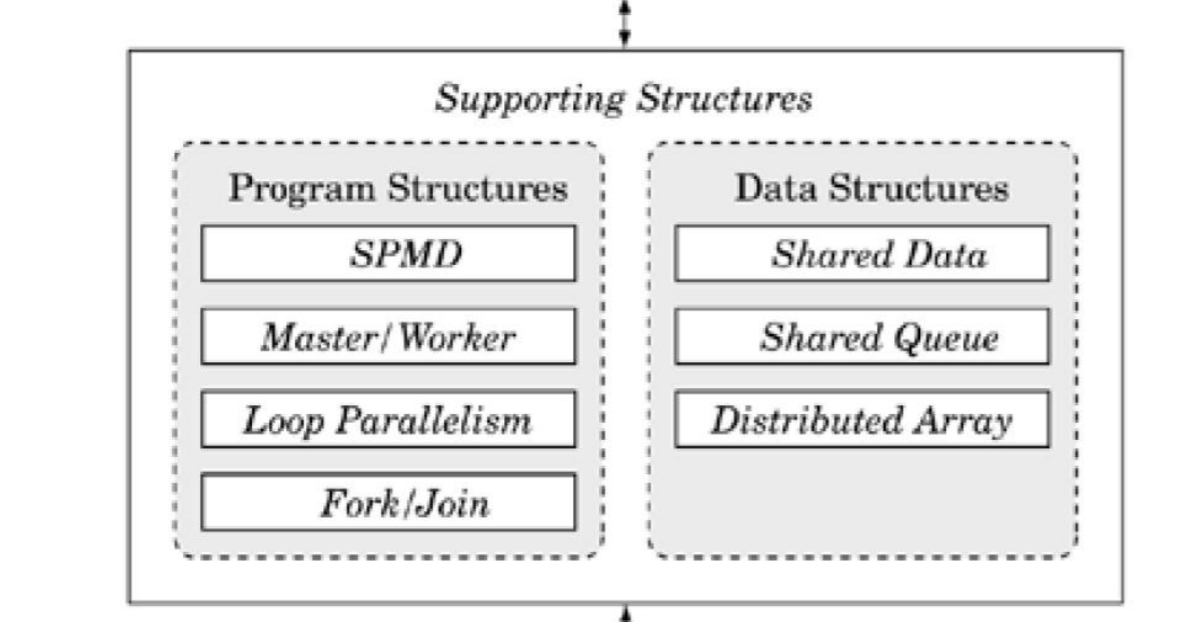 Supporting Structures
Program Structures
SPMD
Master/Worker
Loop Parallelism
Fork/Join
Data Structures
Shared Data
Shared Queue
Distributed Array